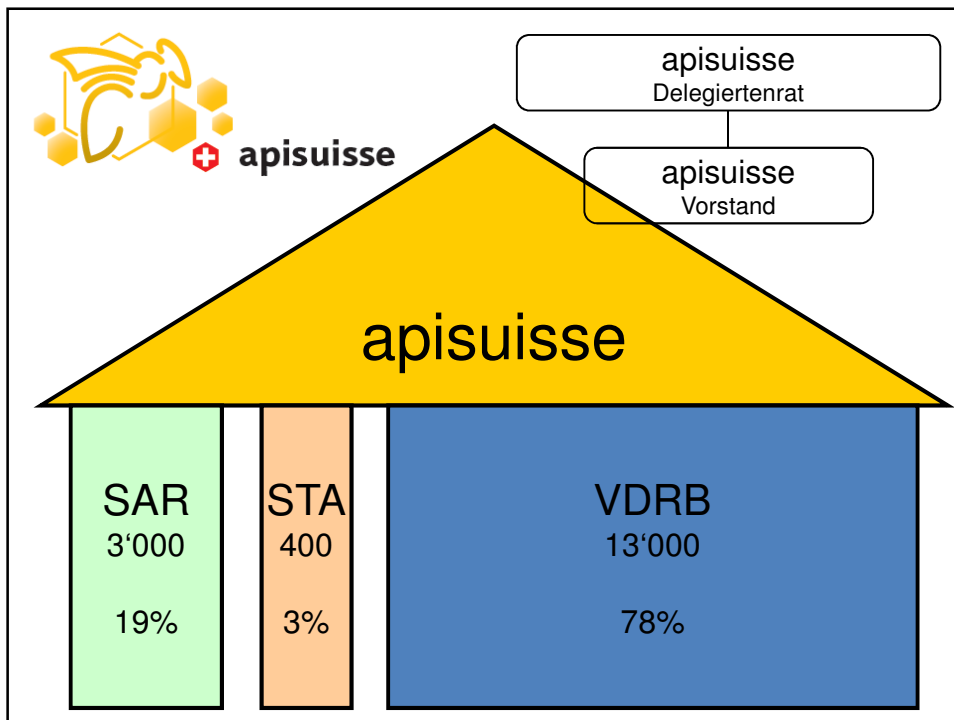 apisuisse
apisuisse
Delegiertenrat
apisuisse
Vorstand
apisuisse
SAR
3‘000
19%
STA
400
3%
VDRB
13‘000
78%